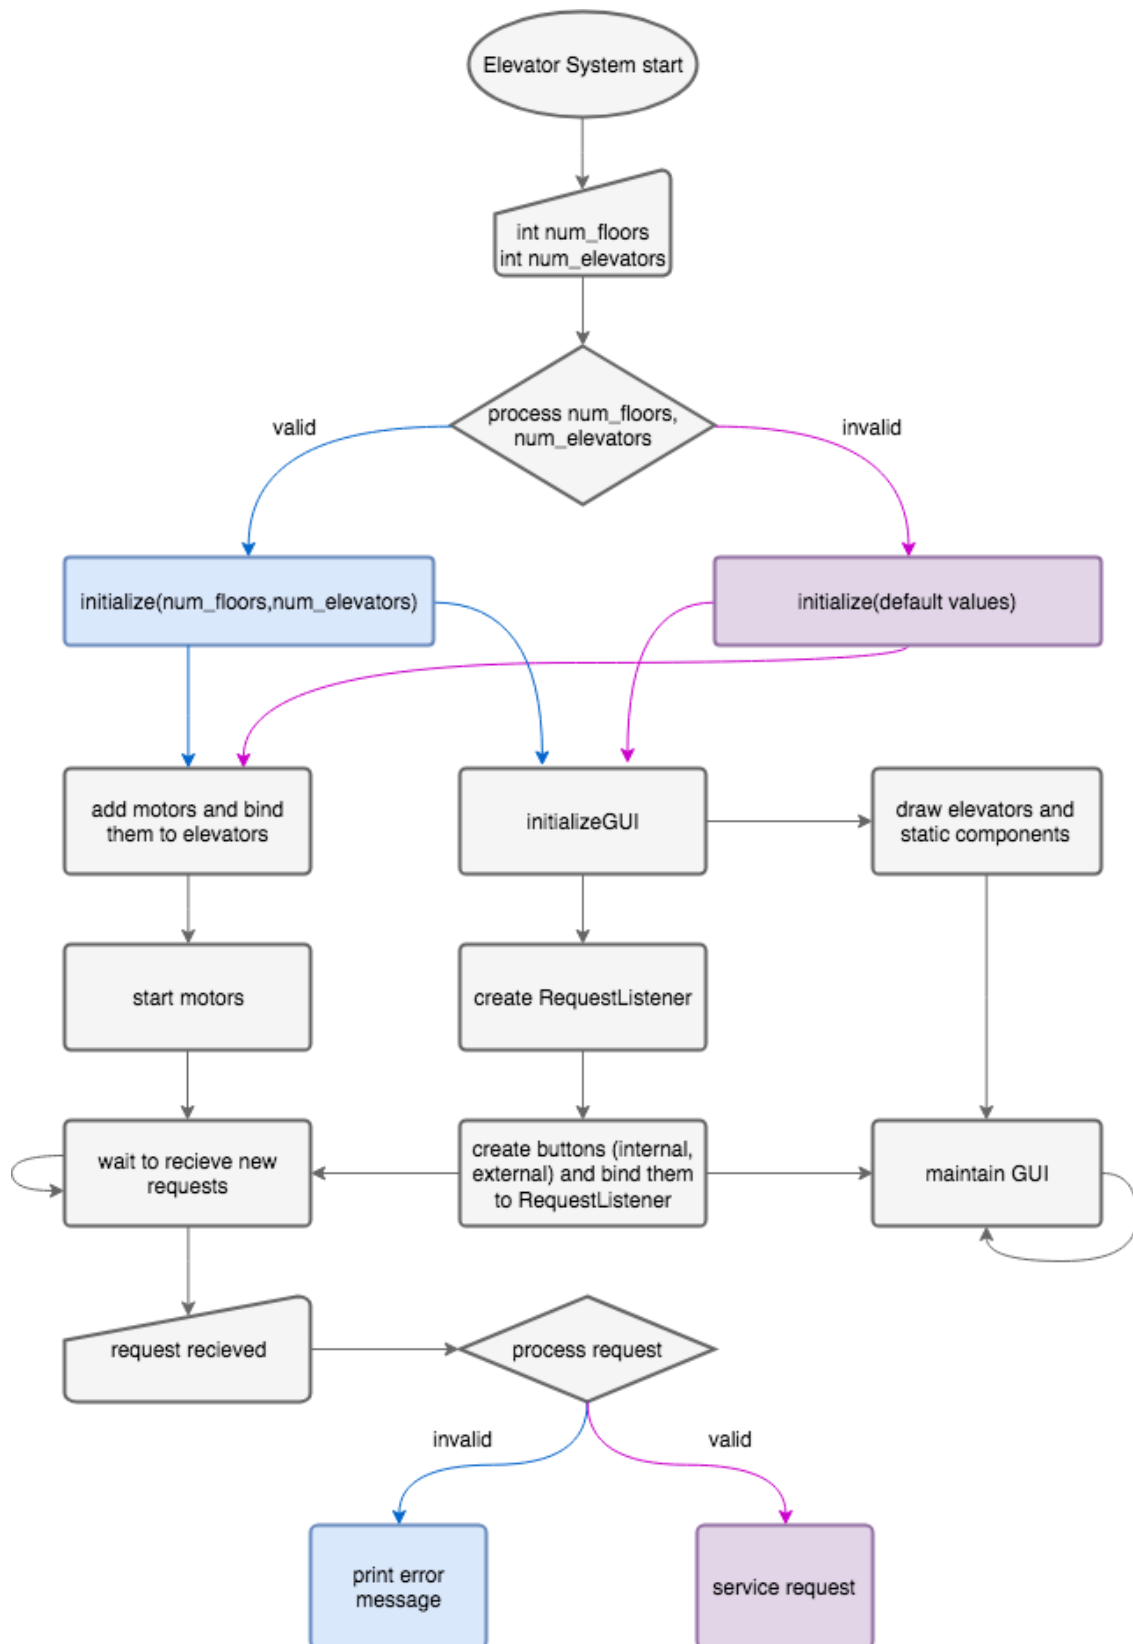 Elevator System start
int num_floors
int num_elevators
process num_floors,
num_elevators
valid
invalid
initialize(num_floors,num_elevators)
initialize(default values)
add motors and bind
them to elevators
initializeGUI
draw elevators and
static components
start motors
create RequestListener
wait to recieve new
requests
create buttons (internal,
external) and bind them
to RequestListener
maintain GUI
request recieved
process request
invalid
valid
print error
message
service request